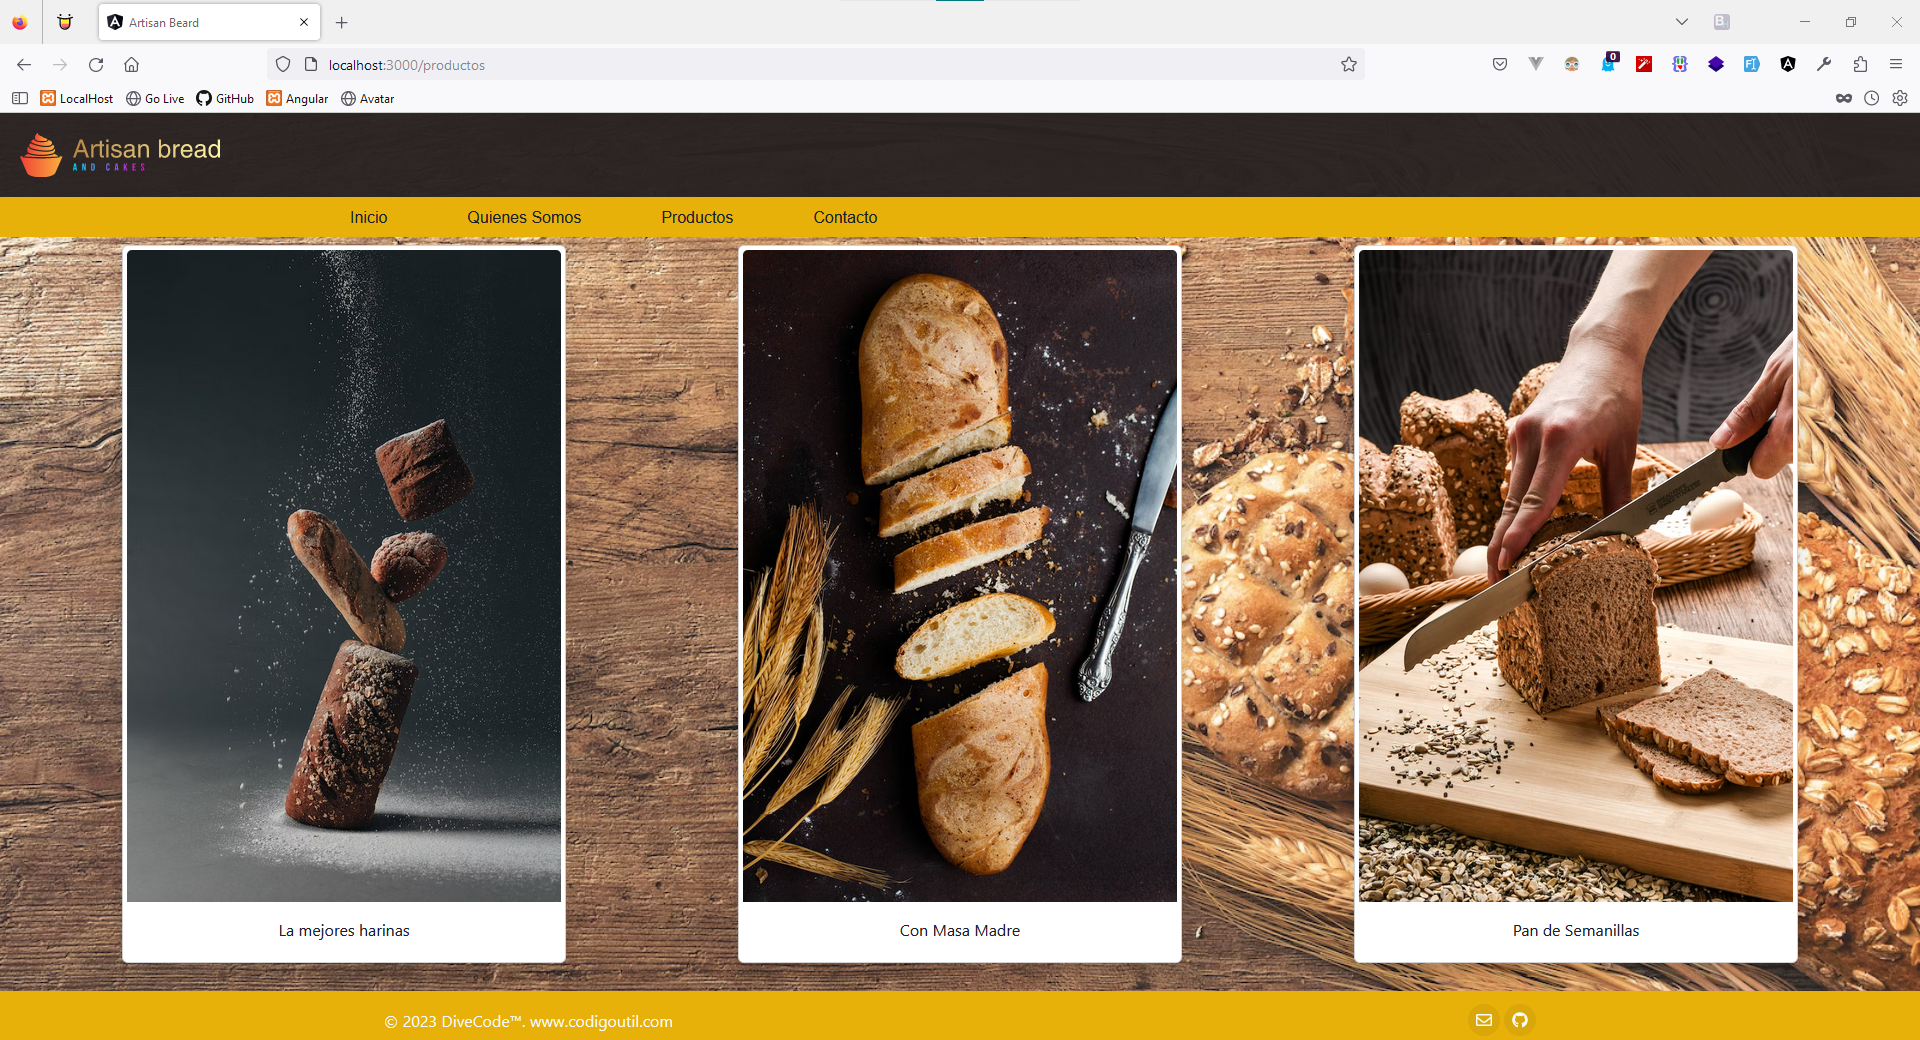 Artisan Beard
localhost:3000/productos
0
LocalHost Go Live GitHub Angular Avatar
Artisan bread
AND CAKES
Inicio Quienes Somos Productos Contacto
La mejores harinas
Con Masa Madre
Pan de Semanillas
© 2023 DiveCode™. www.codigoutil.com